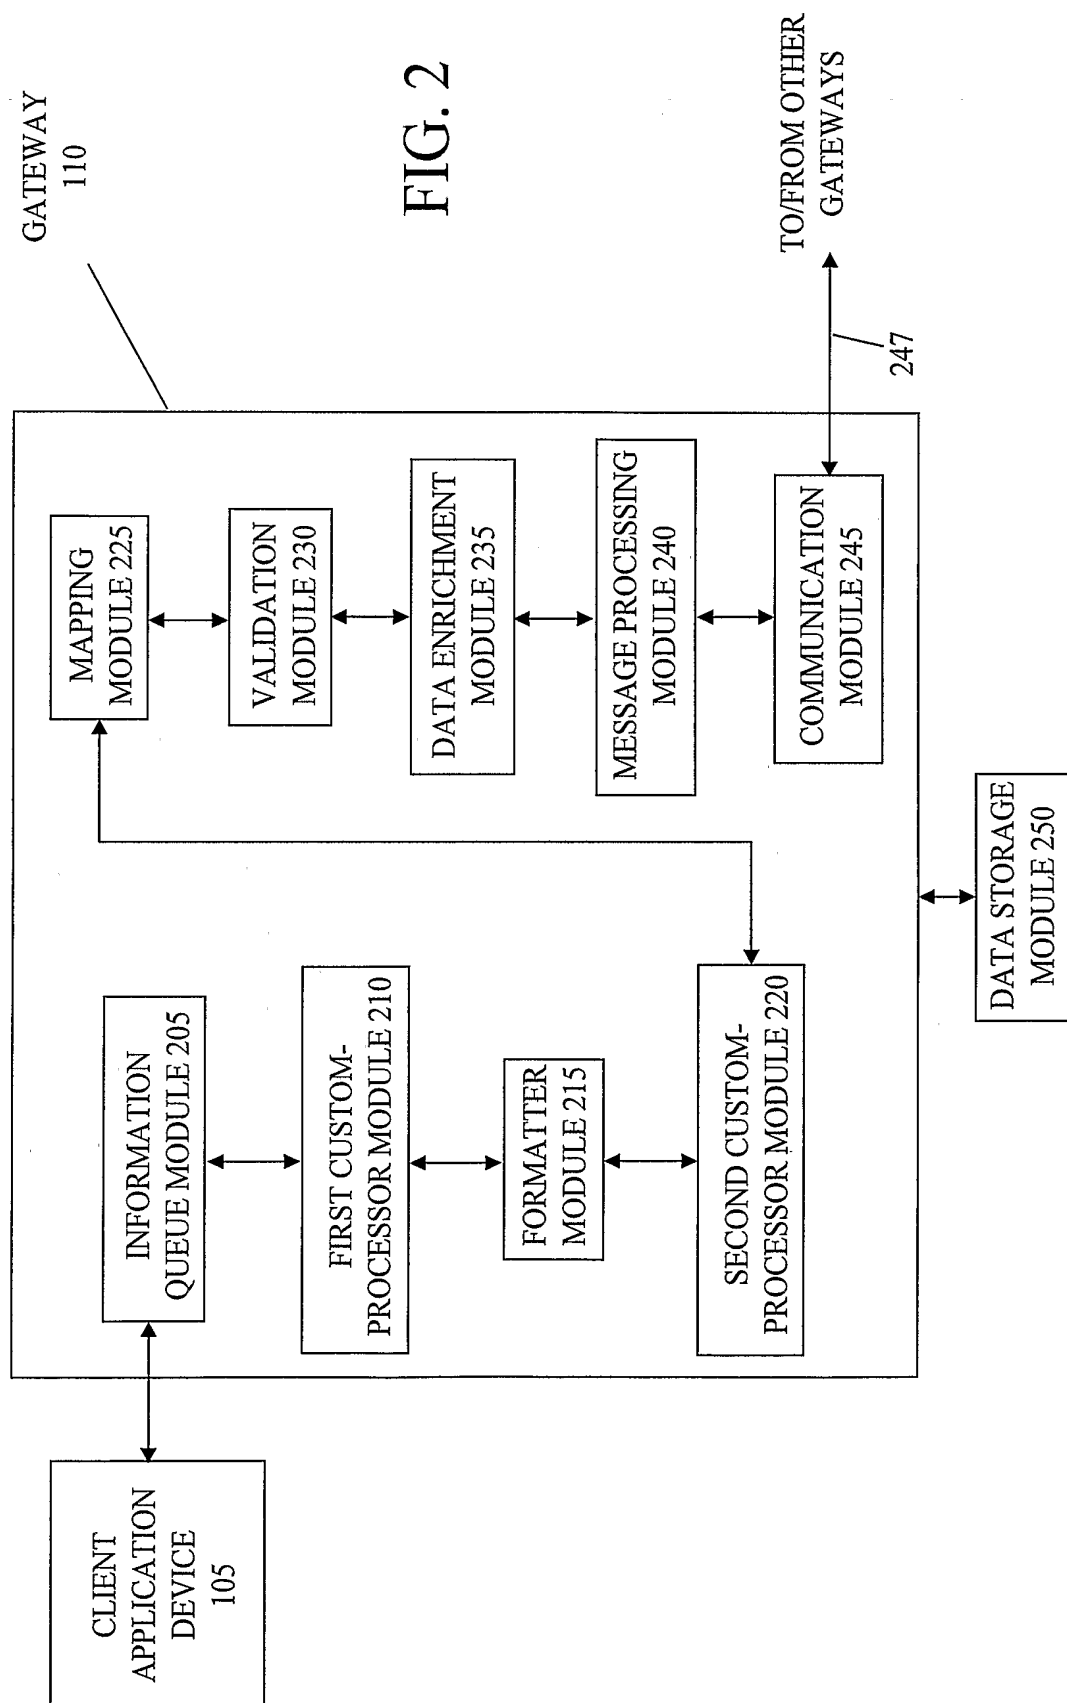 GATEWAY
110
CLIENT
APPLICATION
DEVICE
105
INFORMATION
QUEUE MODULE 205
FIRST CUSTOM-
PROCESSOR MODULE 210
FORMATTER
MODULE 215
SECOND CUSTOM-
PROCESSOR MODULE 220
MAPPING
MODULE 225
VALIDATION
MODULE 230
DATA ENRICHMENT
MODULE 235
MESSAGE PROCESSING
MODULE 240
COMMUNICATION
MODULE 245
247
TO/FROM OTHER
GATEWAYS
DATA STORAGE
MODULE 250
FIG. 2